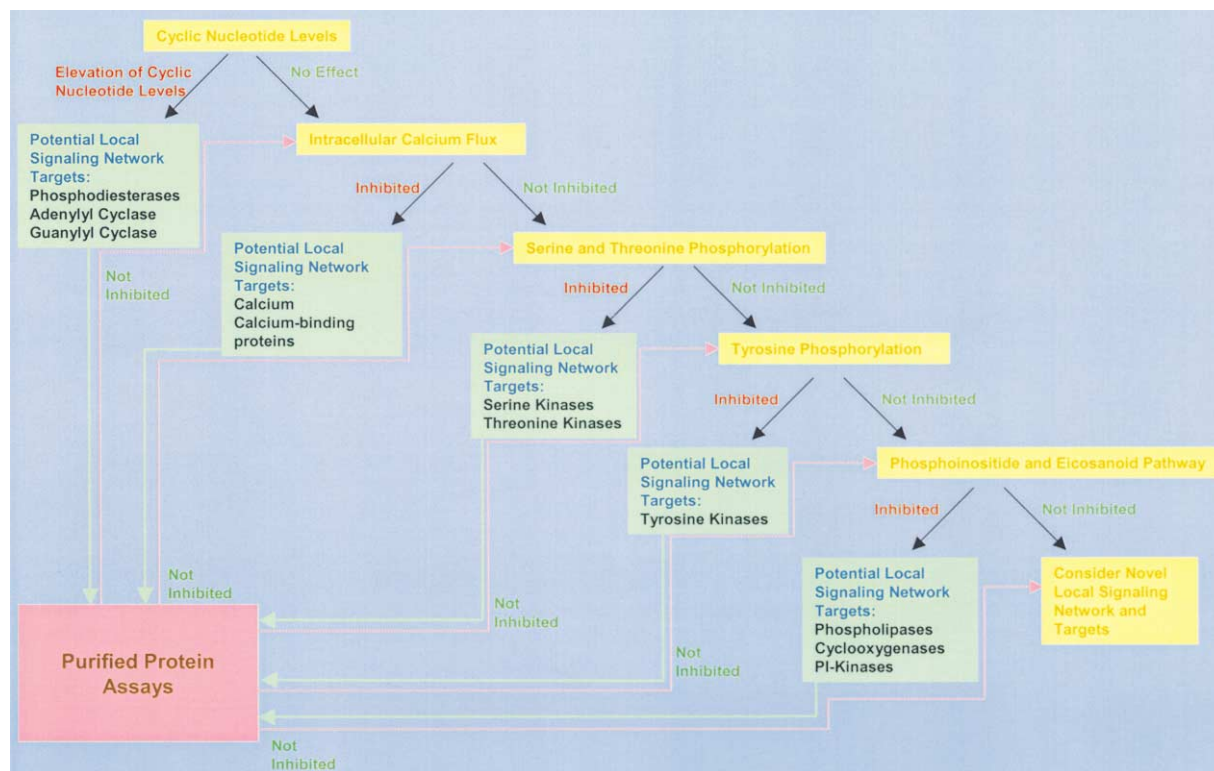 Cyclic Nucleotide Levels
Elevation of Cyclic
Nucleotide Levels
No Effect
Potential Local
Signaling Network
Targets:
Phosphodiesterases
Adenylyl Cyclase
Guanylyl Cyclase
Intracellular Calcium Flux
Inhibited
Not Inhibited
Potential Local
Signaling Network
Targets:
Calcium
Calcium-binding
proteins
Serine and Threonine Phosphorylation
Not
Inhibited
Inhibited
Not Inhibited
Potential Local
Signaling Network
Targets:
Serine Kinases
Threonine Kinases
Tyrosine Phosphorylation
Inhibited
Not Inhibited
Potential Local
Signaling Network
Targets:
Tyrosine Kinases
Phosphoinositide and Eicosanoid Pathway
Inhibited
Not Inhibited
Potential Local
Signaling Network
Targets:
Phospholipases
Cyclooxygenases
PI-Kinases
Consider Novel
Local Signaling
Network and
Targets
Not
Inhibited
Not
Inhibited
Not
Inhibited
Purified Protein
Assays
Not
Inhibited